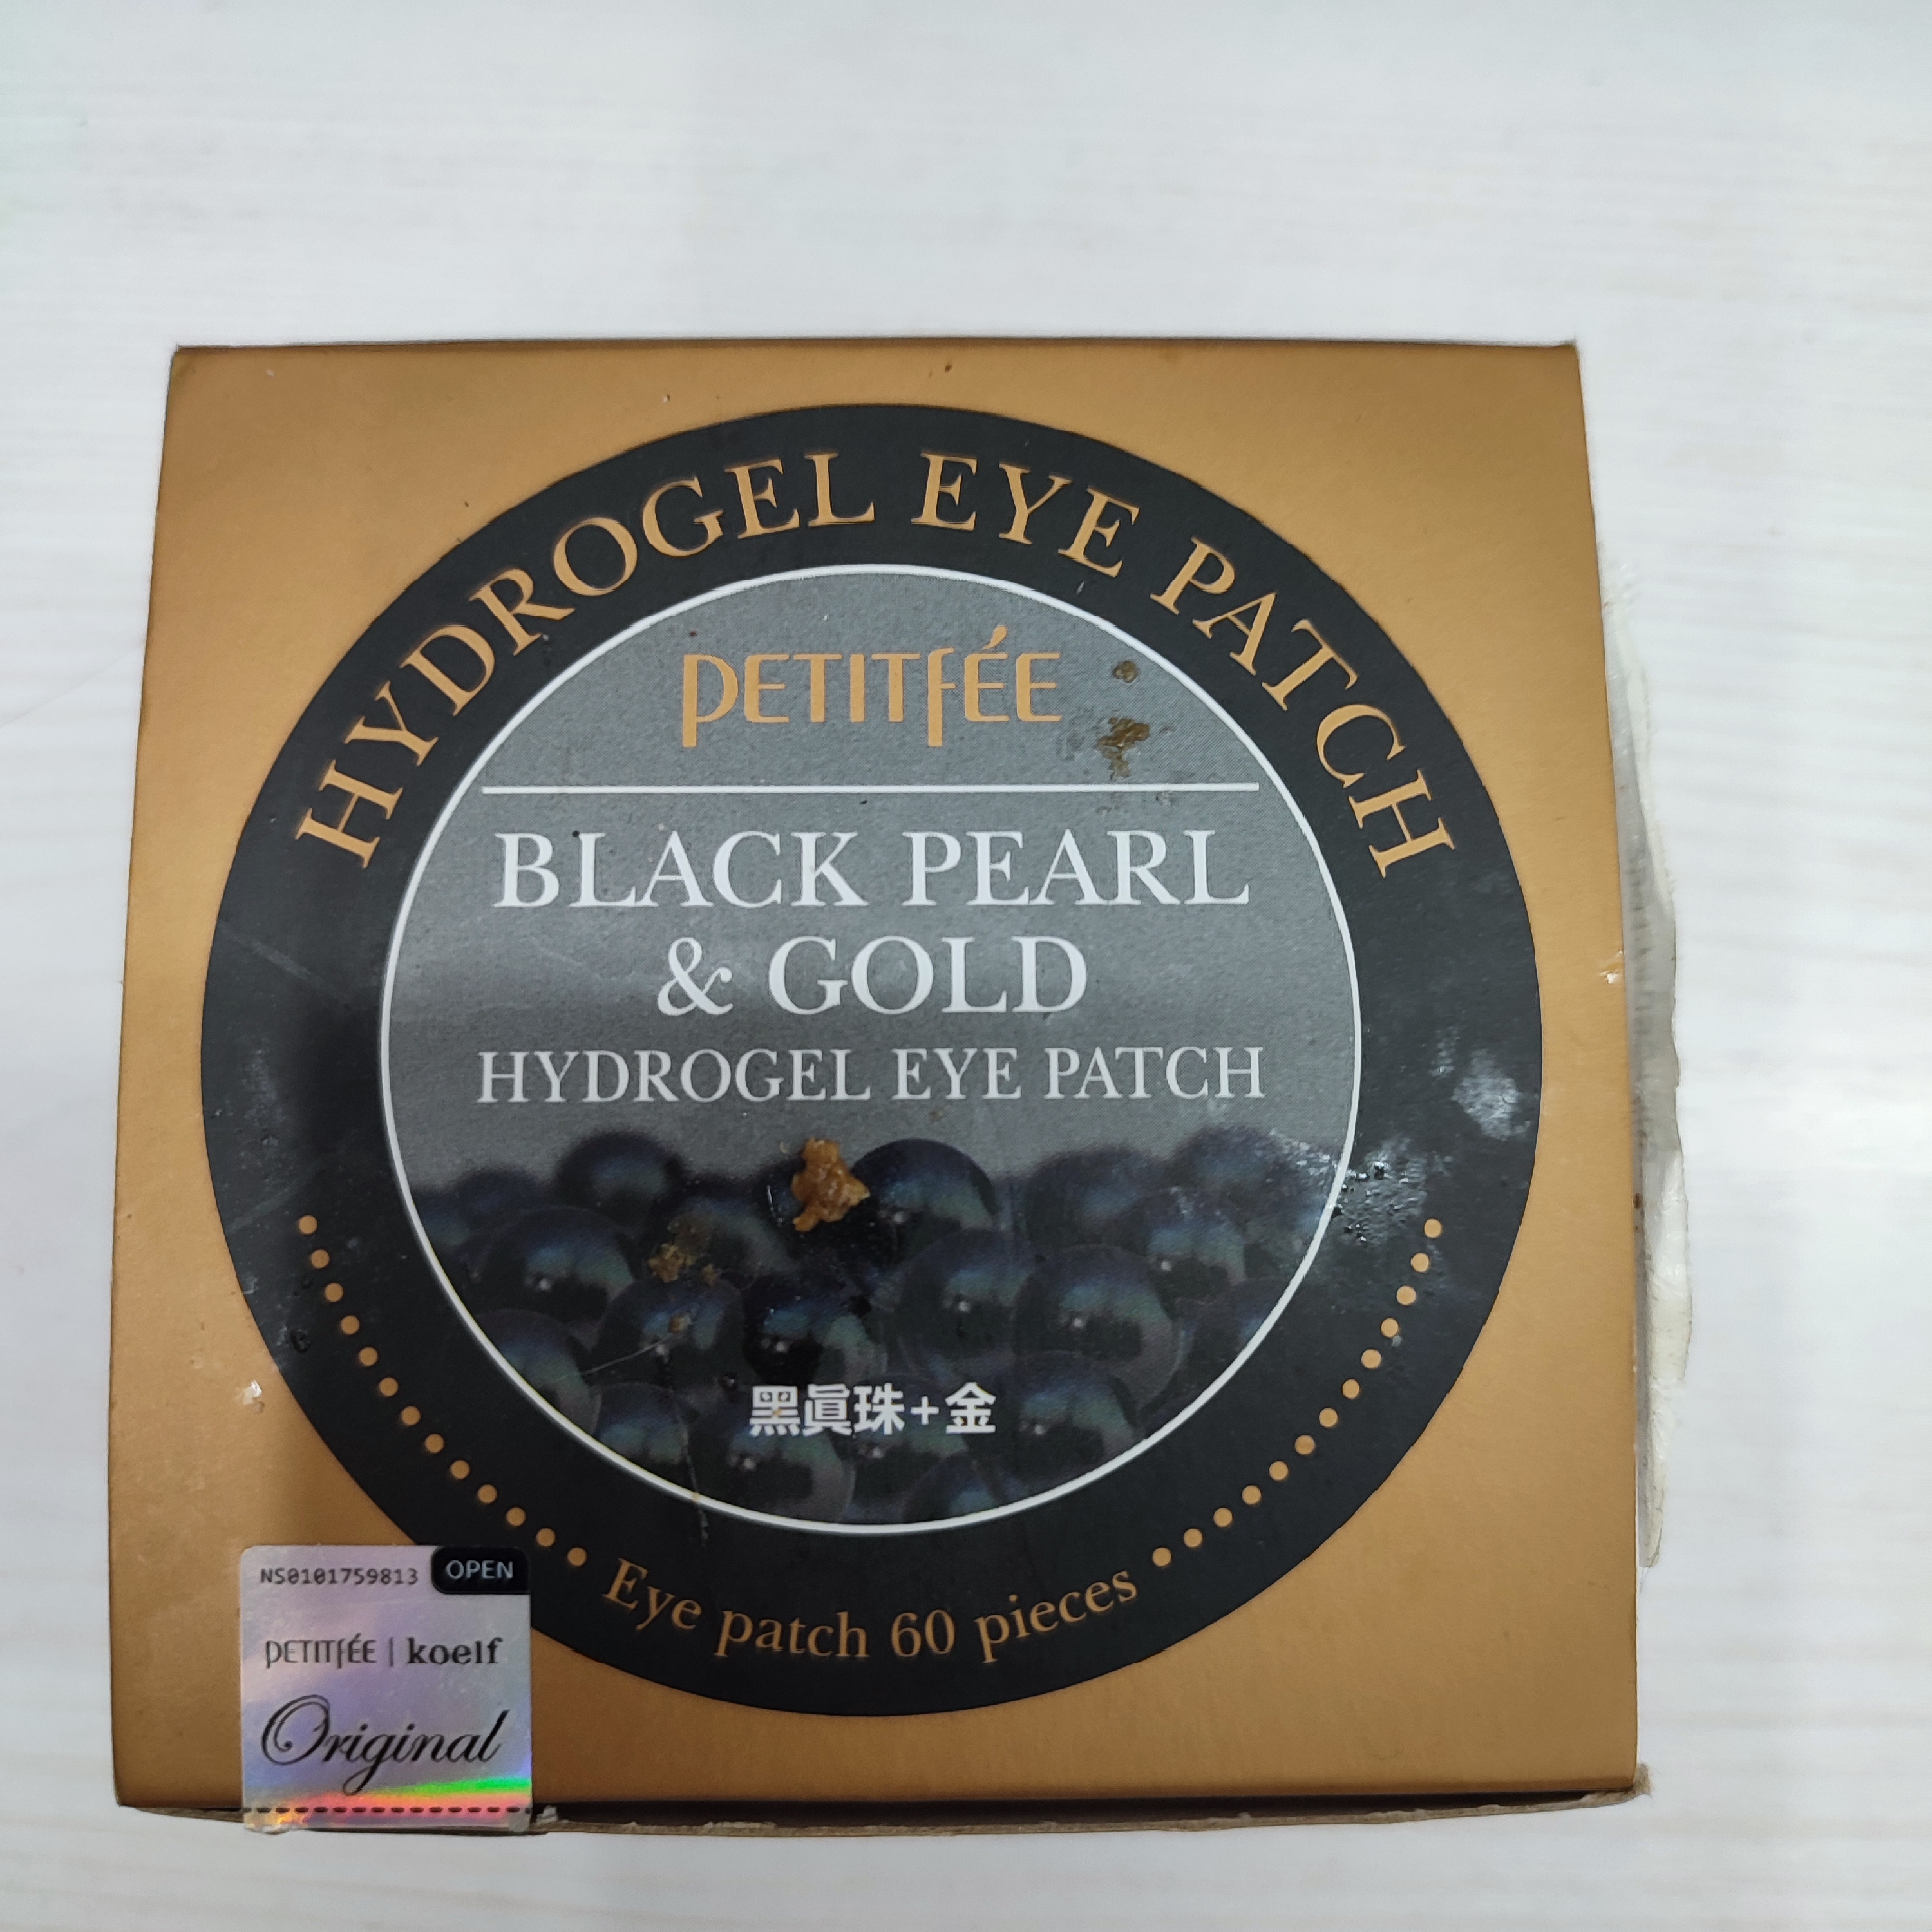 HYDROGEL EYE PATCH
PETITFÉE
BLACK PEARL
& GOLD
HYDROGEL EYE PATCH
黑眞珠+金
Eye patch 60 pieces
NS0101759813 OPEN
PETITFÉE | koelf
Original